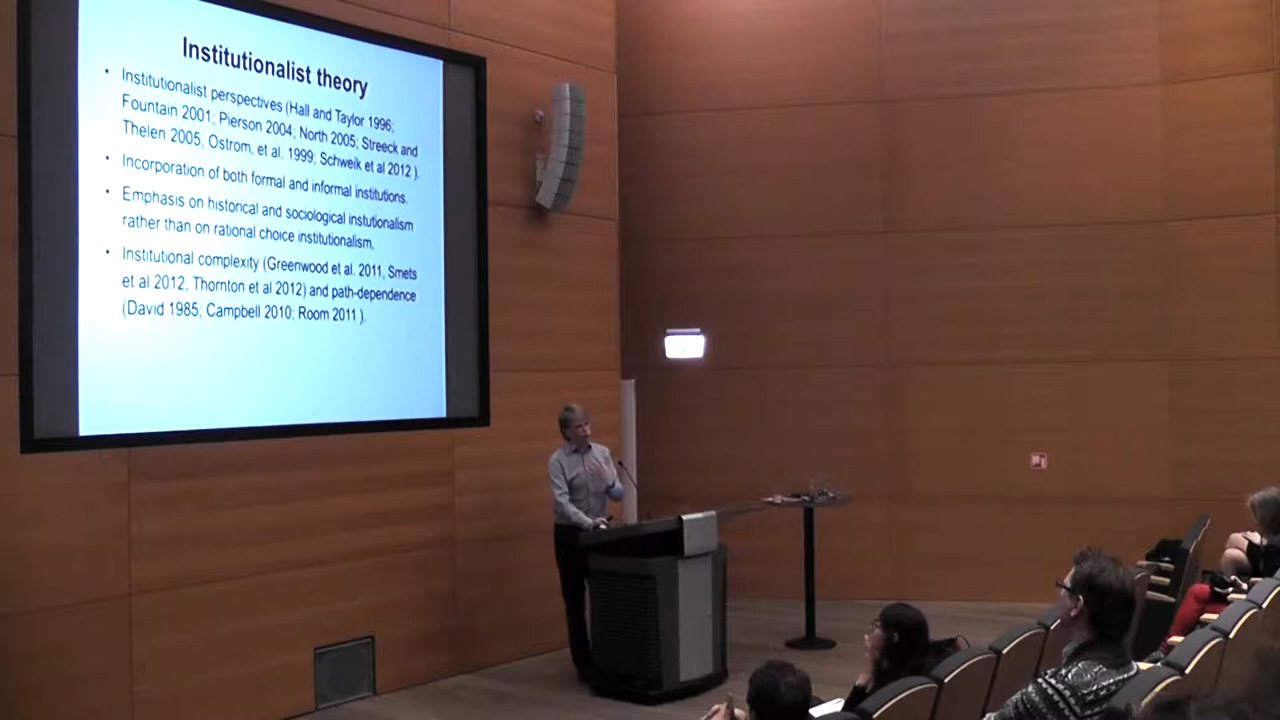 Institutionalist theory
• Institutionalist perspectives (Hall and Taylor 1996;
Fountain 2001; Pierson 2004; North 2005; Streeck and
Thelen 2005; Ostrom, et al. 1999; Schweik et al 2012 ).
• Incorporation of both formal and informal institutions.
• Emphasis on historical and sociological instutionalism
rather than on rational choice institutionalism.
• Institutional complexity (Greenwood et al. 2011, Smets
et al 2012, Thornton et al 2012) and path-dependence
(David 1985; Campbell 2010; Room 2011 ).